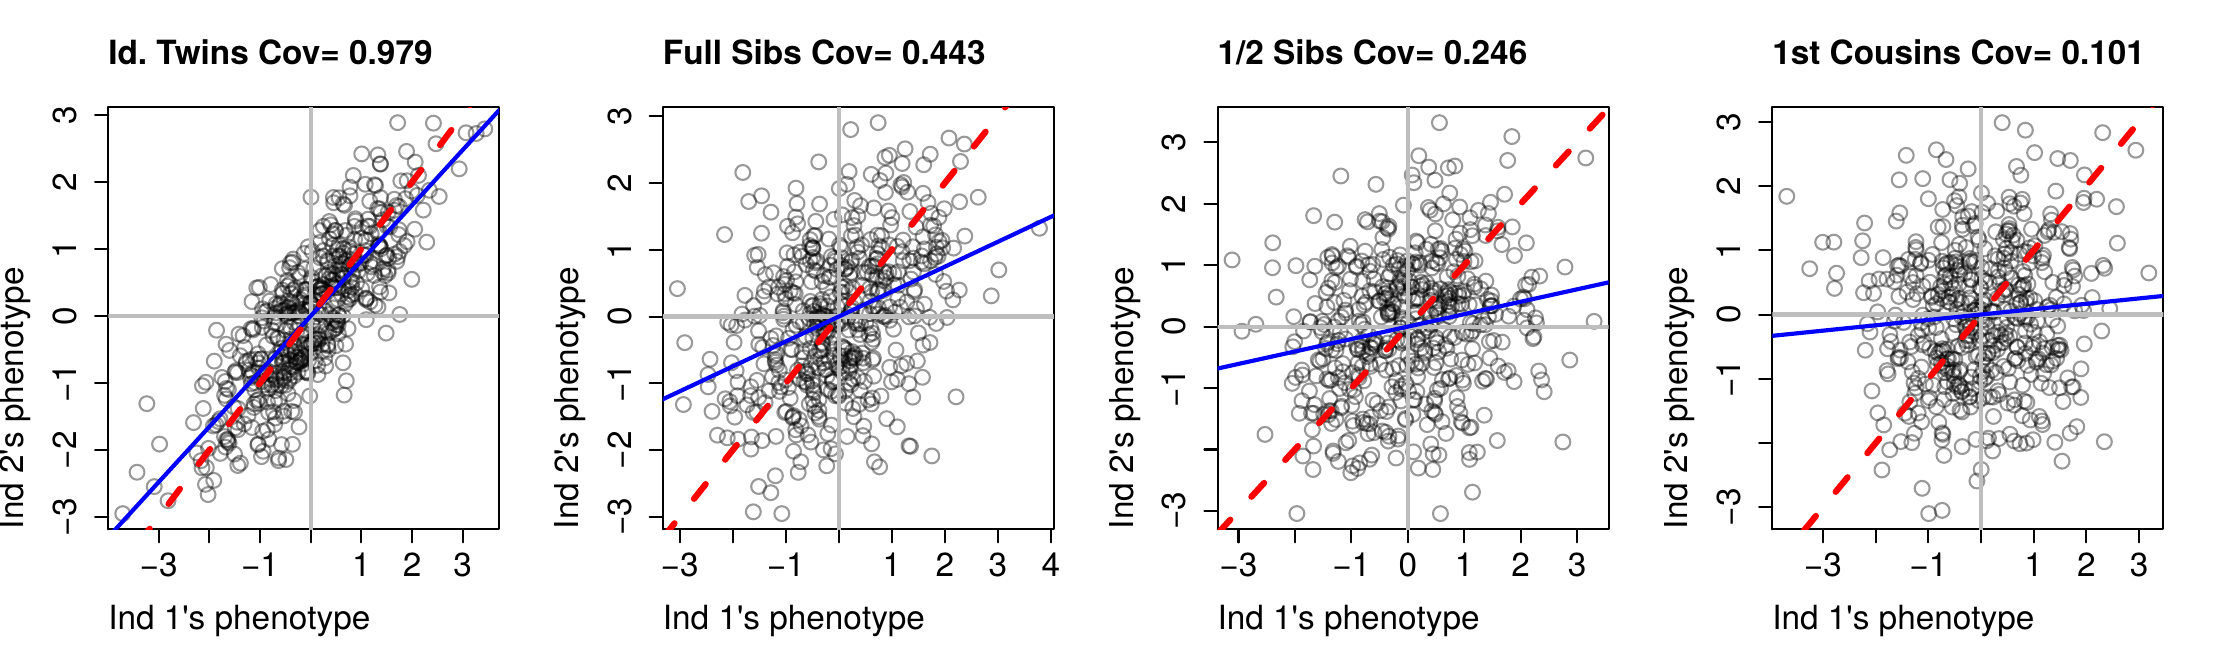 Id. Twins Cov= 0.979
Ind 2's phenotype
3
2
1
0
−1
−2
−3
−3 −1 1 2 3
Ind 1's phenotype
Full Sibs Cov= 0.443
Ind 2's phenotype
3
2
1
0
−1
−2
−3
−3 −1 1 2 3 4
Ind 1's phenotype
1/2 Sibs Cov= 0.246
Ind 2's phenotype
3
2
1
0
−1
−3
−3 −1 0 1 2 3
Ind 1's phenotype
1st Cousins Cov= 0.101
Ind 2's phenotype
3
2
1
0
−1
−3
−3 −1 1 2 3
Ind 1's phenotype